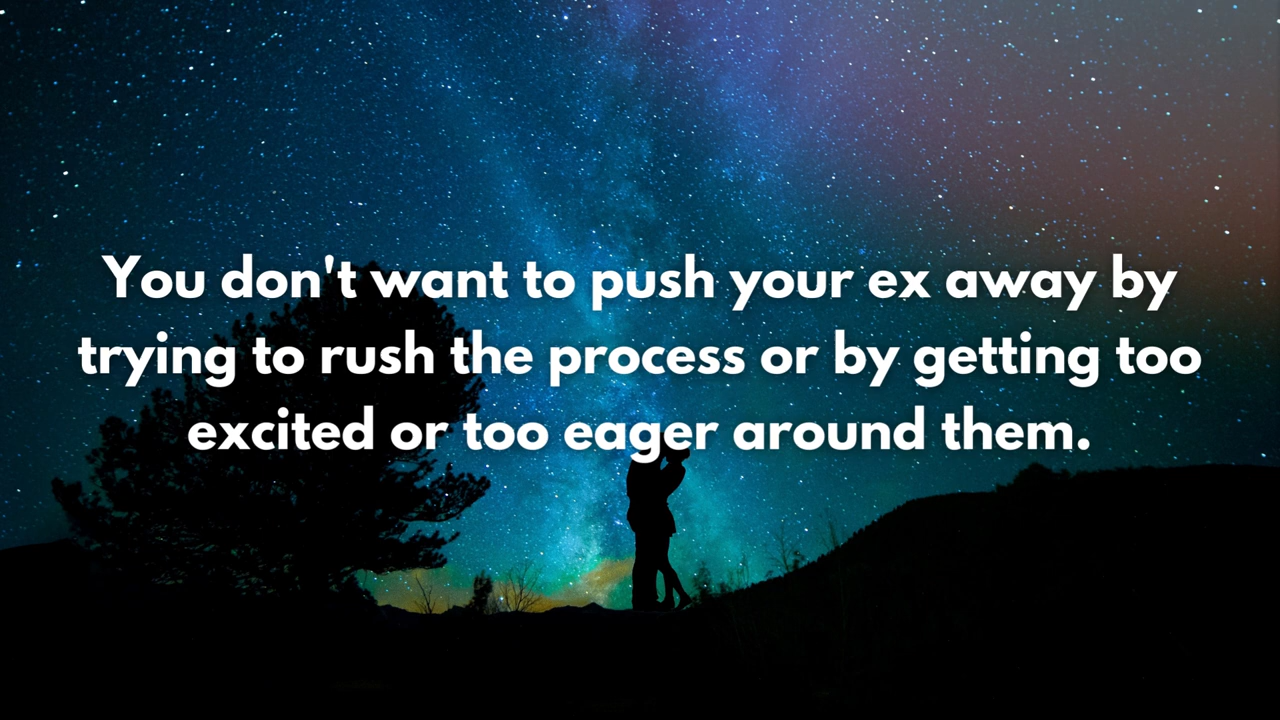 You don't want to push your ex away by
trying to rush the process or by getting too
excited or too eager around them.